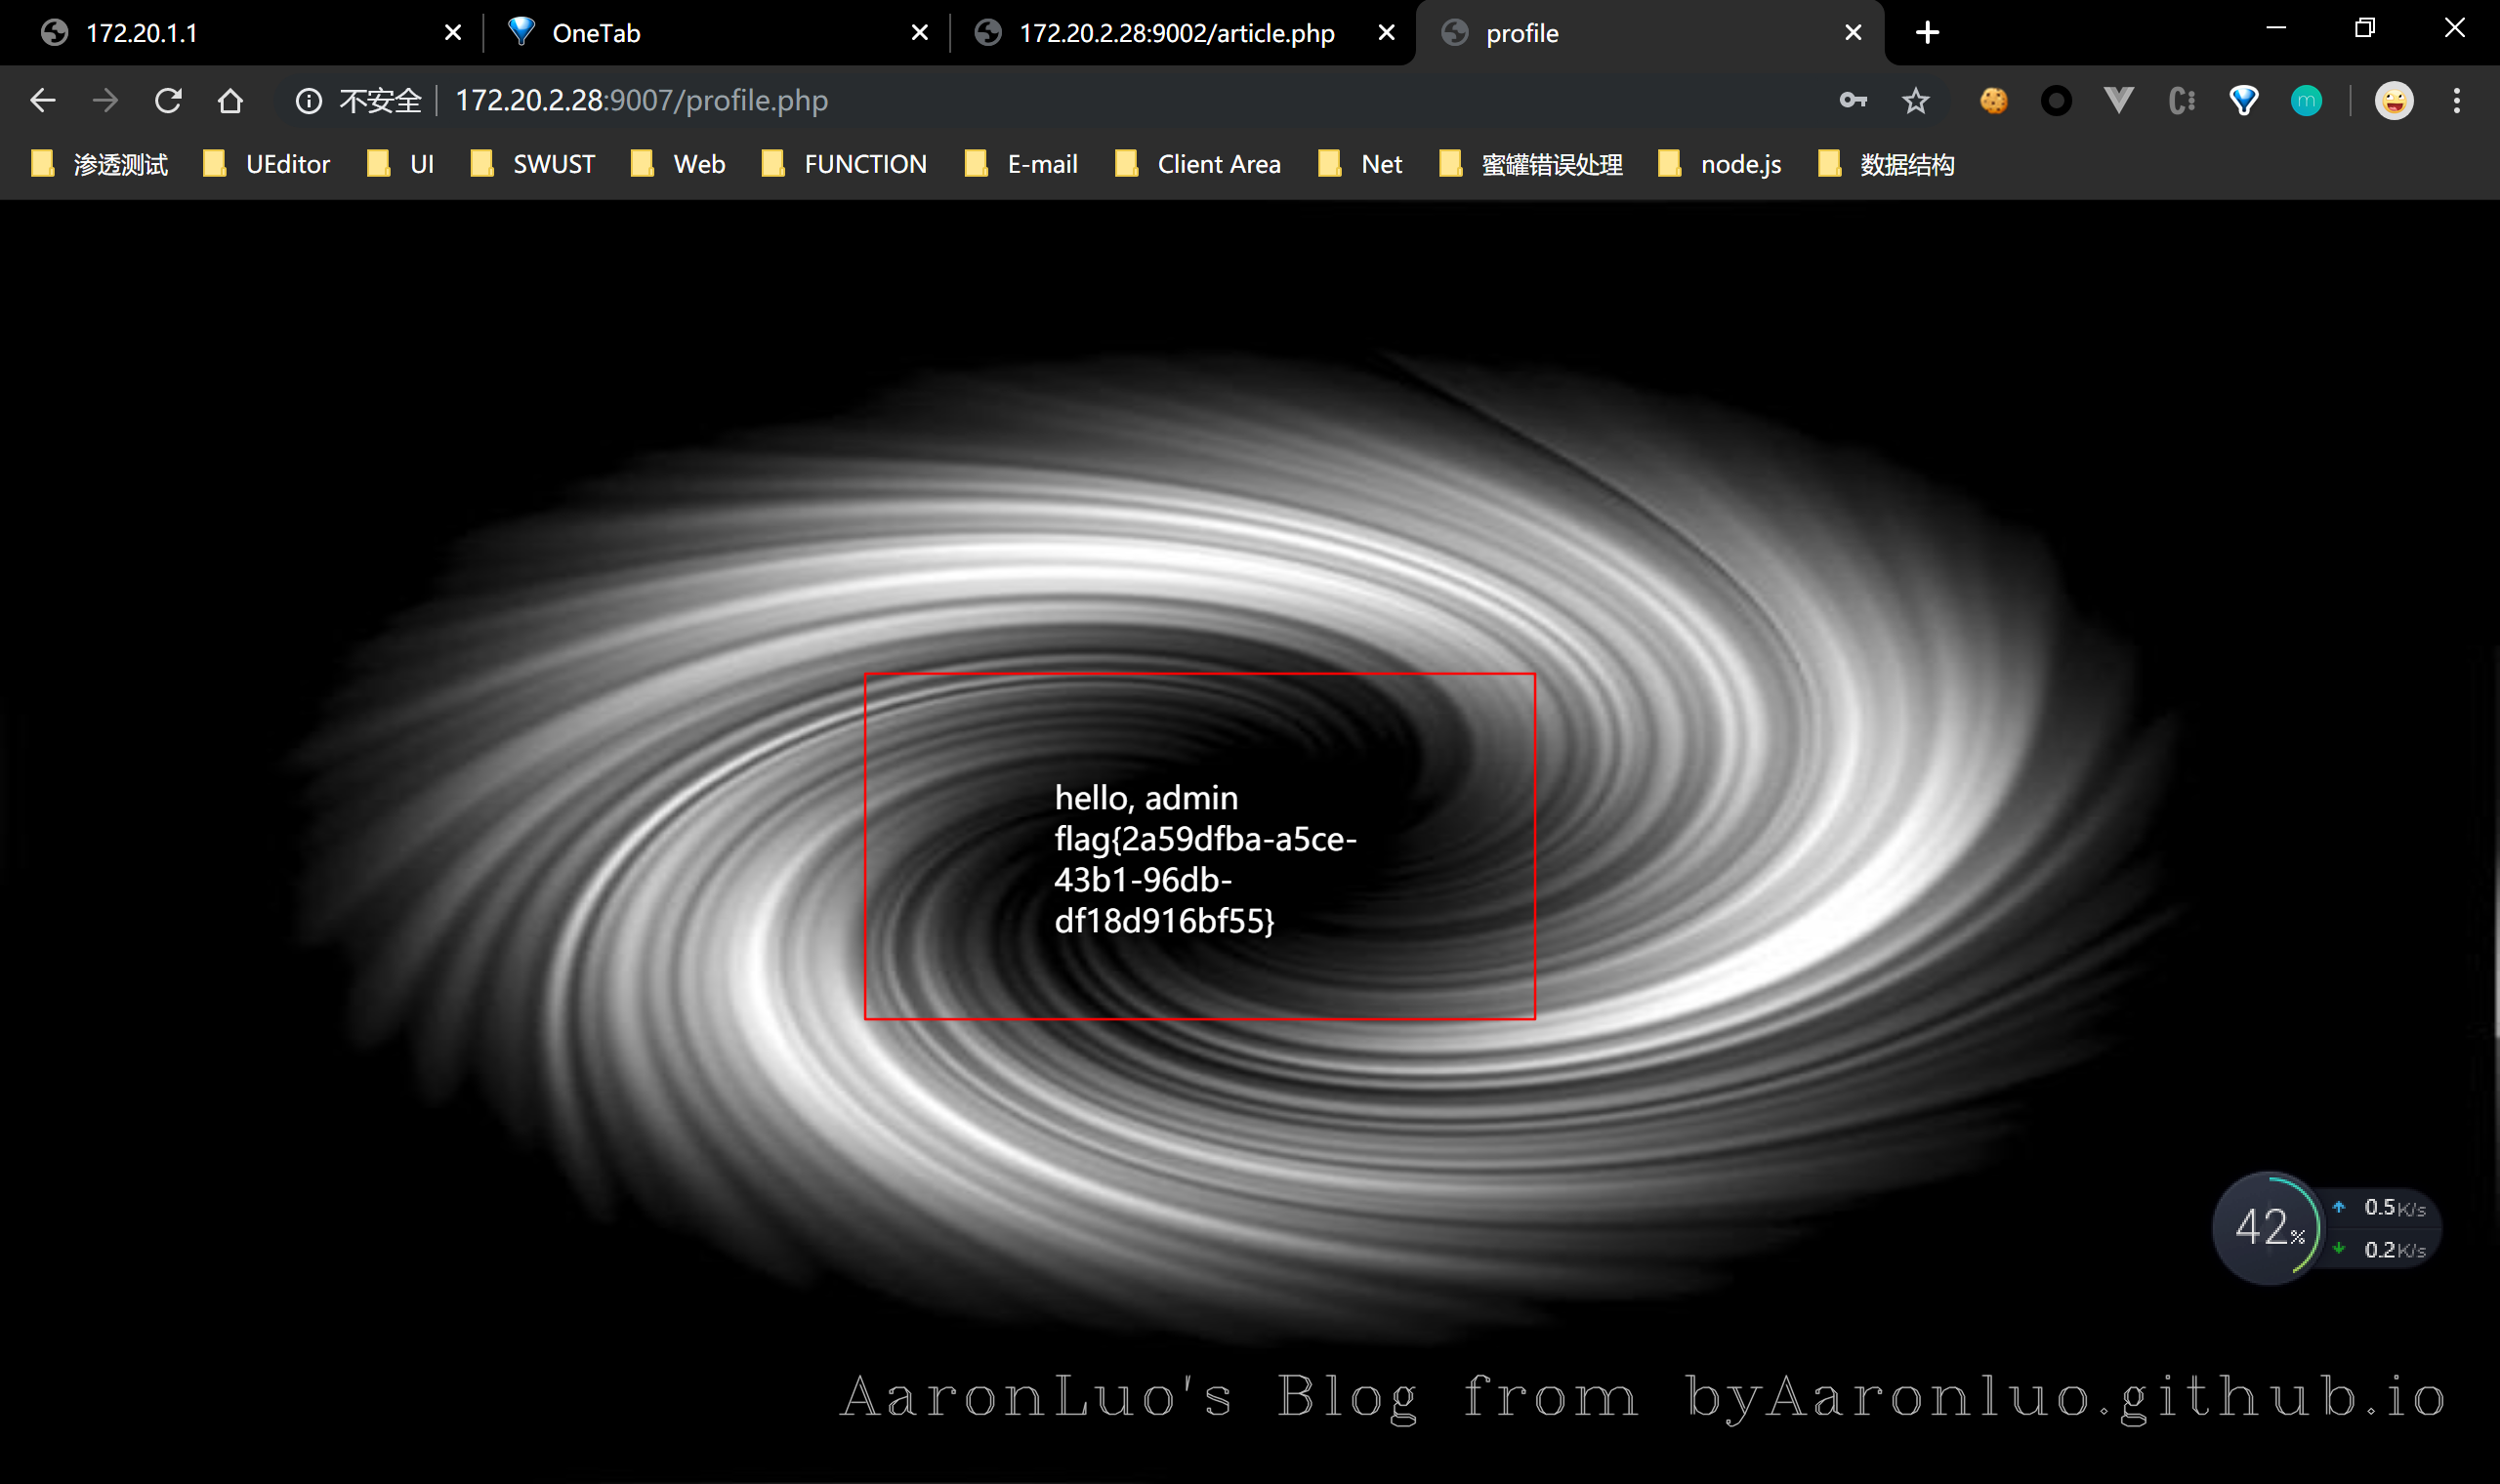 172.20.1.1
OneTab
172.20.2.28:9002/article.php
profile
不安全
172.20.2.28:9007/profile.php
m
渗透测试
UEditor
UI
SWUST
Web
FUNCTION
E-mail
Client Area
Net
蜜罐错误处理
node.js
数据结构
hello, admin
flag{2a59dfba-a5ce-
43b1-96db-
df18d916bf55}
42%
0.5K/s
0.2K/s
AaronLuo's Blog from byAaronluo.github.io